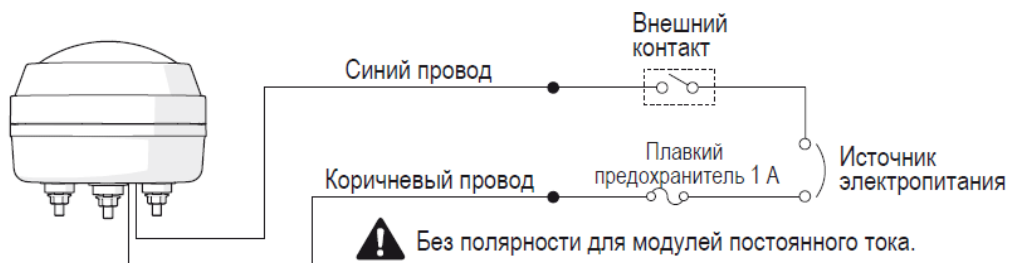 Внешний
контакт
Синий провод
Плавкий
предохранитель 1 А
Источник
электропитания
Коричневый провод
Без полярности для модулей постоянного тока.